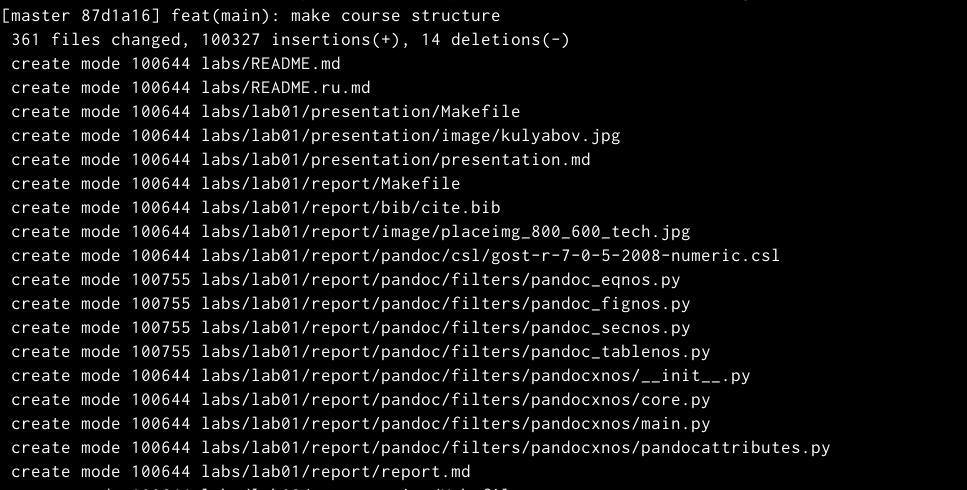 [master 87d1a16] feat(main): make course structure
361 files changed, 100327 insertions(+), 14 deletions(-)
create mode 100644 labs/README.md
create mode 100644 labs/README.ru.md
create mode 100644 labs/lab01/presentation/Makefile
create mode 100644 labs/lab01/presentation/image/kulyabov.jpg
create mode 100644 labs/lab01/presentation/presentation.md
create mode 100644 labs/lab01/report/Makefile
create mode 100644 labs/lab01/report/bib/cite.bib
create mode 100644 labs/lab01/report/image/placeimg_800_600_tech.jpg
create mode 100644 labs/lab01/report/pandoc/csl/gost-r-7-0-5-2008-numeric.csl
create mode 100755 labs/lab01/report/pandoc/filters/pandoc_eqnos.py
create mode 100755 labs/lab01/report/pandoc/filters/pandoc_fignos.py
create mode 100755 labs/lab01/report/pandoc/filters/pandoc_secnos.py
create mode 100755 labs/lab01/report/pandoc/filters/pandoc_tablenos.py
create mode 100644 labs/lab01/report/pandoc/filters/pandocxnos/__init__.py
create mode 100644 labs/lab01/report/pandoc/filters/pandocxnos/core.py
create mode 100644 labs/lab01/report/pandoc/filters/pandocxnos/main.py
create mode 100644 labs/lab01/report/pandoc/filters/pandocxnos/pandocattributes.py
create mode 100644 labs/lab01/report/report.md